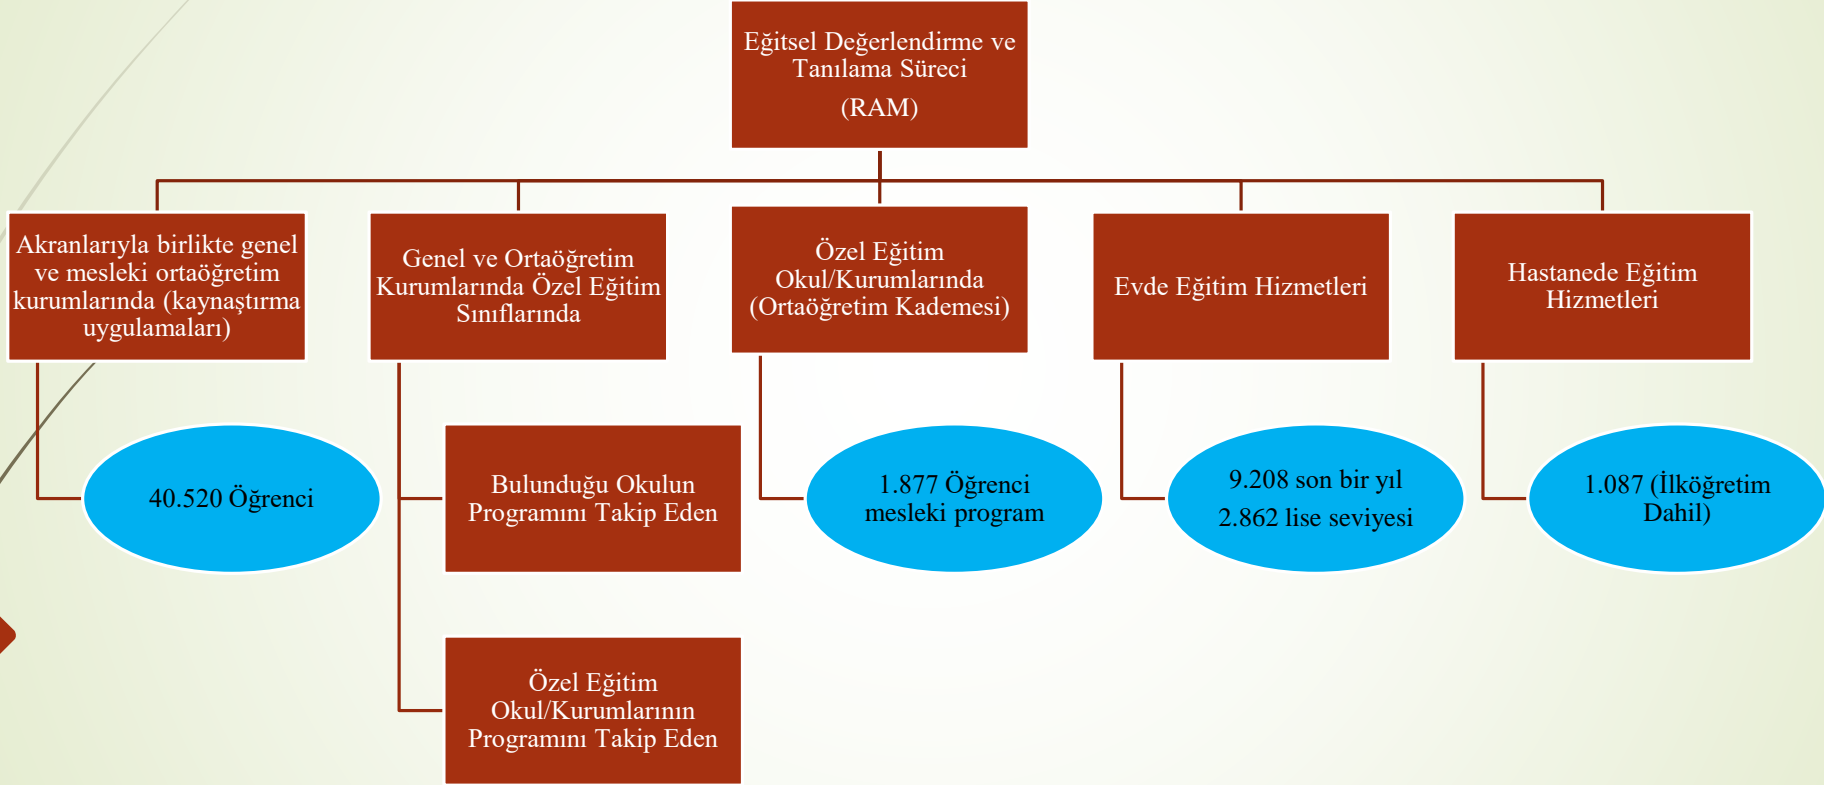 Eğitsel Değerlendirme ve
Tanılama Süreci
(RAM)
Akranlarıyla birlikte genel
ve mesleki ortaöğretim
kurumlarında (kaynaştırma
uygulamaları)
Genel ve Ortaöğretim
Kurumlarında Özel Eğitim
Sınıflarında
Özel Eğitim
Okul/Kurumlarında
(Ortaöğretim Kademesi)
Evde Eğitim Hizmetleri
Hastanede Eğitim
Hizmetleri
40.520 Öğrenci
Bulunduğu Okulun
Programını Takip Eden
1.877 Öğrenci
mesleki program
9.208 son bir yıl
2.862 lise seviyesi
1.087 (İlköğretim
Dahil)
Özel Eğitim
Okul/Kurumlarının
Programını Takip Eden